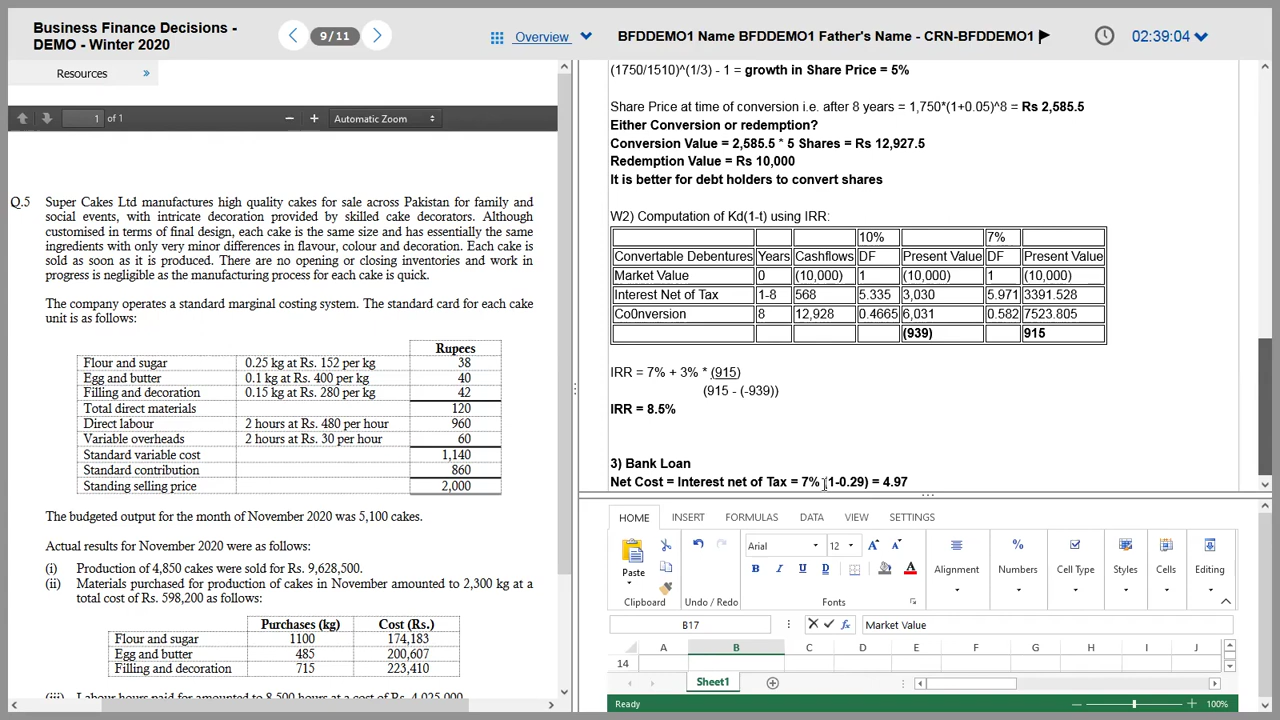 Business Finance Decisions -
DEMO - Winter 2020
9/11
Overview
BFDDEMO1 Name BFDDEMO1 Father's Name - CRN-BFDDEMO1
02:39:04
Resources »
1 of 1
Automatic Zoom
Q.5 Super Cakes Ltd manufactures high quality cakes for sale across Pakistan for family and
social events, with intricate decoration provided by skilled cake decorators. Although
customised in terms of final design, each cake is the same size and has essentially the same
ingredients with only very minor differences in flavour, colour and decoration. Each cake is
sold as soon as it is produced. There are no opening or closing inventories and work in
progress is negligible as the manufacturing process for each cake is quick.
The company operates a standard marginal costing system. The standard card for each cake
unit is as follows:
Rupees
Flour and sugar 0.25 kg at Rs. 152 per kg 38
Egg and butter 0.1 kg at Rs. 400 per kg 40
Filling and decoration 0.15 kg at Rs. 280 per kg 42
Total direct materials 120
Direct labour 2 hours at Rs. 480 per hour 960
Variable overheads 2 hours at Rs. 30 per hour 60
Standard variable cost 1,140
Standard contribution 860
Standing selling price 2,000
The budgeted output for the month of November 2020 was 5,100 cakes.
Actual results for November 2020 were as follows:
(i) Production of 4,850 cakes were sold for Rs. 9,628,500.
(ii) Materials purchased for production of cakes in November amounted to 2,300 kg at a
total cost of Rs. 598,200 as follows:
Purchases (kg) Cost (Rs.)
Flour and sugar 1100 174,183
Egg and butter 485 200,607
Filling and decoration 715 223,410
(iii) Labour hours paid for amounted to 8,500 hours at a cost of Rs. 4,025,000
(1750/1510)^(1/3) - 1 = growth in Share Price = 5%
Share Price at time of conversion i.e. after 8 years = 1,750*(1+0.05)^8 = Rs 2,585.5
Either Conversion or redemption?
Conversion Value = 2,585.5 * 5 Shares = Rs 12,927.5
Redemption Value = Rs 10,000
It is better for debt holders to convert shares
W2) Computation of Kd(1-t) using IRR:
10% 7%
Convertable Debentures Years Cashflows DF Present Value DF Present Value
Market Value 0 (10,000) 1 (10,000) 1 (10,000)
Interest Net of Tax 1-8 568 5.335 3,030 5.971 3391.528
Co0nversion 8 12,928 0.4665 6,031 0.582 7523.805
(939) 915
IRR = 7% + 3% * (915)
(915 - (-939))
IRR = 8.5%
3) Bank Loan
Net Cost = Interest net of Tax = 7% (1-0.29) = 4.97
HOME INSERT FORMULAS DATA VIEW SETTINGS
Arial 12
Paste
B I U D
Alignment Numbers Cell Type Styles Cells Editing
Clipboard Undo / Redo Fonts
B17 Market Value
A B C D E F G H I J
14
Sheet1
Ready 100%